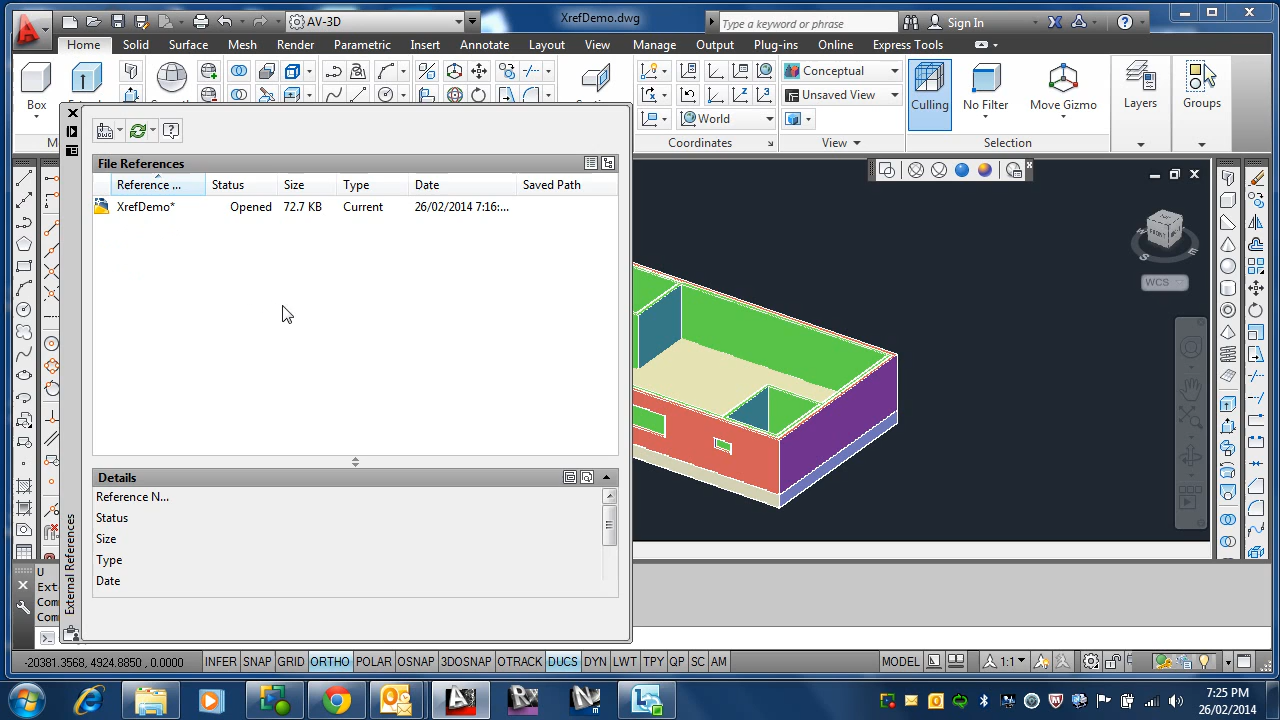 AV-3D
XrefDemo.dwg
Type a keyword or phrase
Sign In
Home Solid Surface Mesh Render Parametric Insert Annotate Layout View Manage Output Plug-ins Online Express Tools
Box
Conceptual
Unsaved View
World
Culling
No Filter
Move Gizmo
Layers
Groups
Coordinates
View
Selection
File References
Reference ... Status Size Type Date Saved Path
XrefDemo* Opened 72.7 KB Current 26/02/2014 7:16:...
FRONT
S
E
WCS
Details
Reference N...
Status
Size
Type
Date
External References
U
Ext
Com
Com
-20381.3568, 4924.8850, 0.0000
INFER SNAP GRID ORTHO POLAR OSNAP 3DOSNAP OTRACK DUCS DYN LWT TPY QP SC AM
MODEL
1:1
7:25 PM
26/02/2014